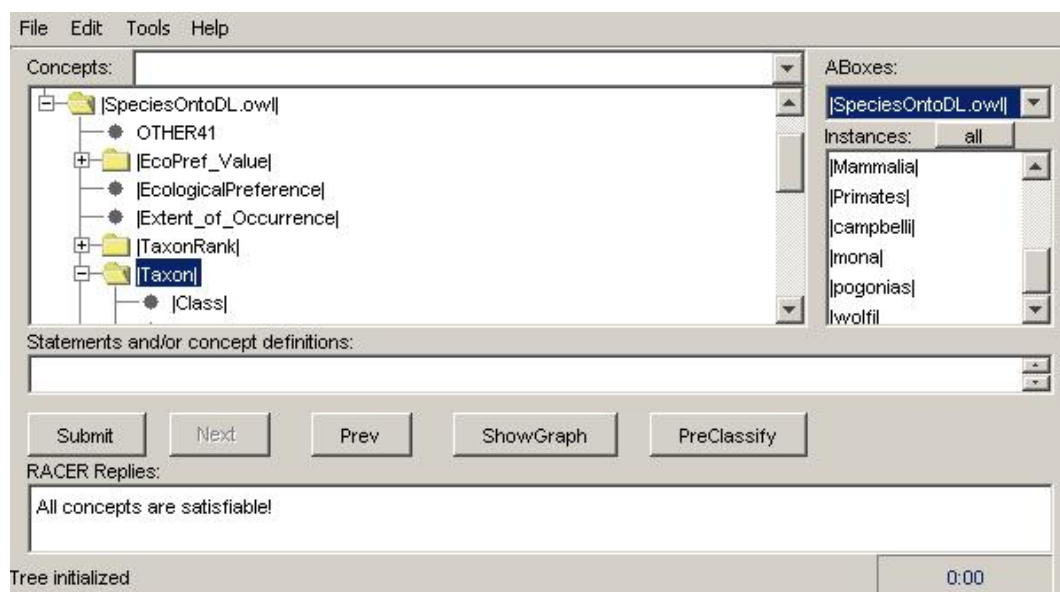 File Edit Tools Help
Concepts:
ABoxes:
|SpeciesOntoDL.owl|
OTHER41
|EcoPref_Value|
|EcologicalPreference|
|Extent_of_Occurrence|
|TaxonRank|
|Taxon|
|Class|
|SpeciesOntoDL.owl|
Instances: all
|Mammalia|
|Primates|
|campbelli|
|mona|
|pogonias|
|wolfi|
Statements and/or concept definitions:
Submit Next Prev ShowGraph PreClassify
RACER Replies:
All concepts are satisfiable!
Tree initialized 0:00